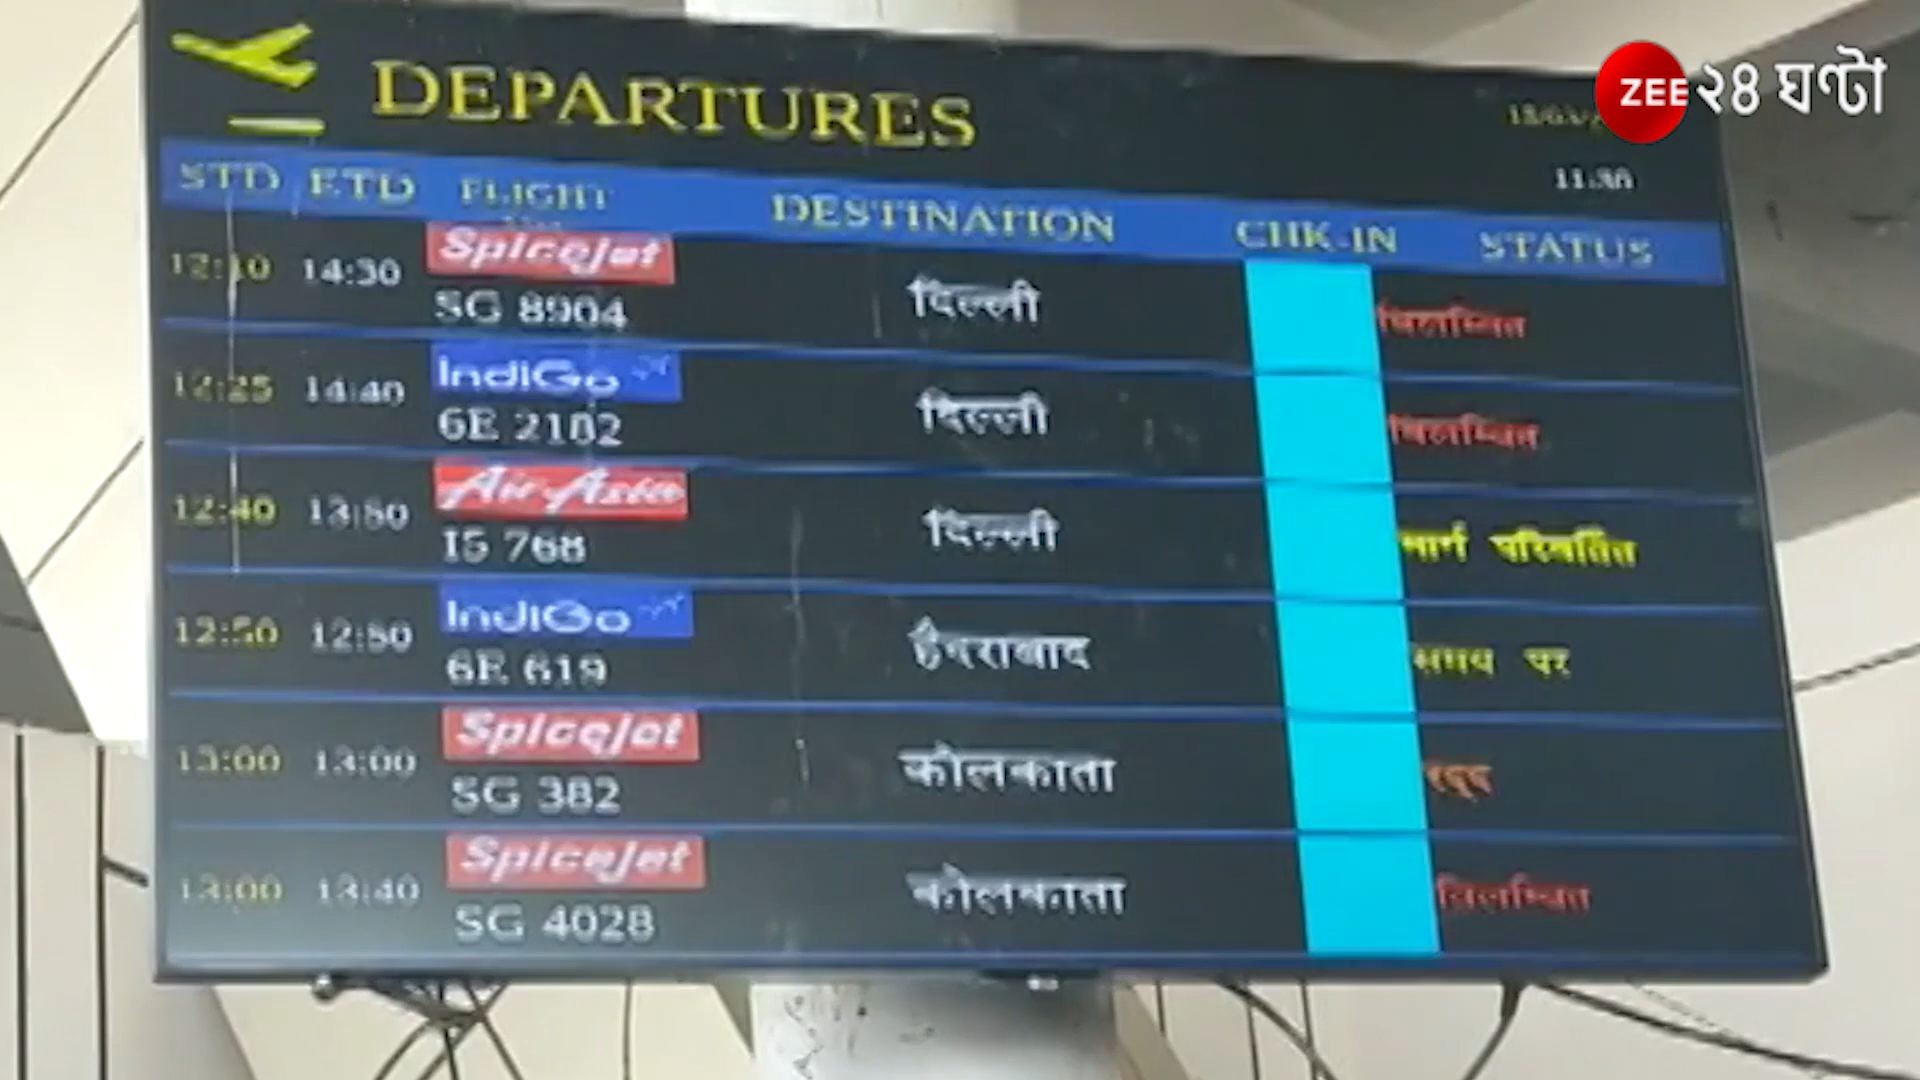 ZEE ২৪ ঘণ্টা
DEPARTURES
STD ETD FLIGHT DESTINATION CHK-IN STATUS
12:10 14:30 SpiceJet दिल्ली विलम्बित
SG 8904
12:25 14:40 IndiGo दिल्ली विलम्बित
6E 2182
12:40 13:50 AirAsia दिल्ली मार्ग परिवर्तित
I5 768
12:50 12:50 IndiGo हैदराबाद समय पर
6E 619
13:00 13:00 SpiceJet कोलकाता रद्द
SG 382
13:00 13:40 SpiceJet कोलकाता विलम्बित
SG 4028